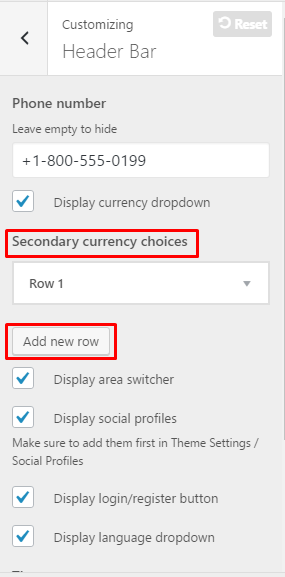 Customizing
Reset
Header Bar
Phone number
Leave empty to hide
+1-800-555-0199
Display currency dropdown
Secondary currency choices
Row 1
Add new row
Display area switcher
Display social profiles
Make sure to add them first in Theme Settings /
Social Profiles
Display login/register button
Display language dropdown